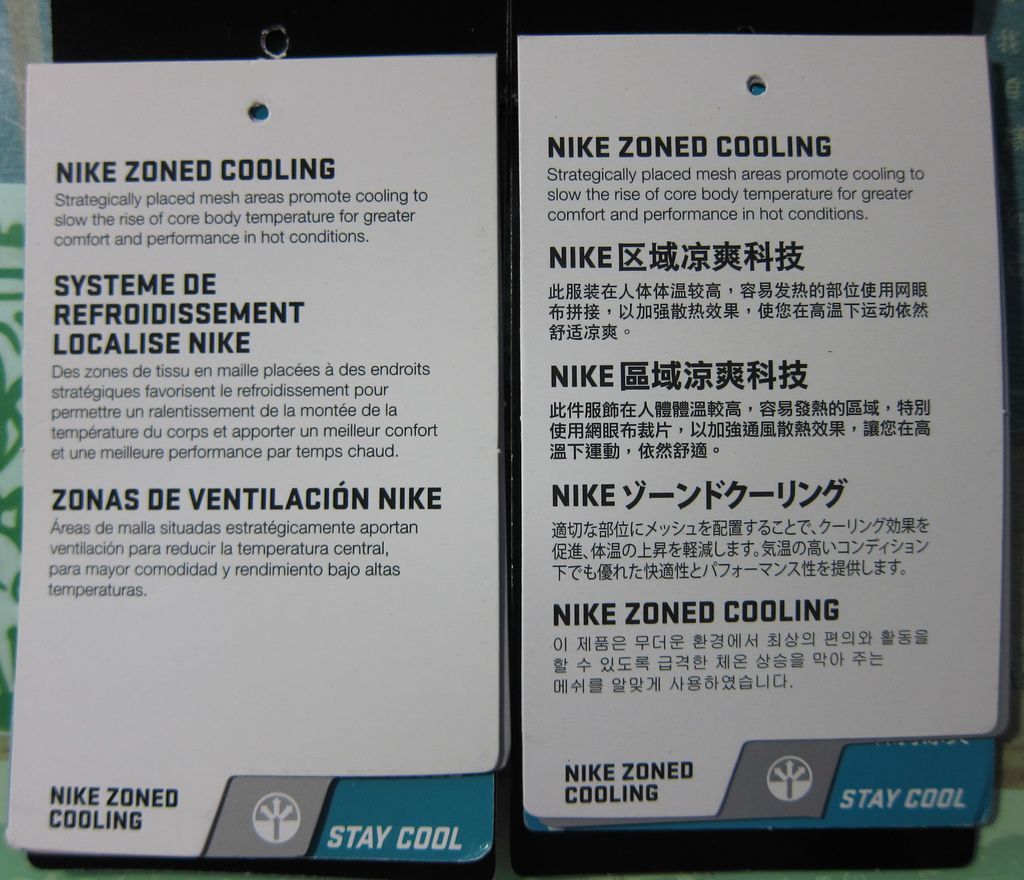 NIKE ZONED COOLING
Strategically placed mesh areas promote cooling to
slow the rise of core body temperature for greater
comfort and performance in hot conditions.
SYSTEME DE
REFROIDISSEMENT
LOCALISE NIKE
Des zones de tissu en maille placées à des endroits
stratégiques favorisent le refroidissement pour
permettre un ralentissement de la montée de la
température du corps et apporter un meilleur confort
et une meilleure performance par temps chaud.
ZONAS DE VENTILACIÓN NIKE
Áreas de malla situadas estratégicamente aportan
ventilación para reducir la temperatura central,
para mayor comodidad y rendimiento bajo altas
temperaturas.
NIKE ZONED
COOLING
STAY COOL
NIKE ZONED COOLING
Strategically placed mesh areas promote cooling to
slow the rise of core body temperature for greater
comfort and performance in hot conditions.
NIKE 区域凉爽科技
此服装在人体体温较高，容易发热的部位使用网眼
布拼接，以加强散热效果，使您在高温下运动依然
舒适凉爽。
NIKE 區域涼爽科技
此件服飾在人體體溫較高，容易發熱的區域，特別
使用網眼布裁片，以加強通風散熱效果，讓您在高
溫下運動，依然舒適。
NIKE ゾーンドクーリング
適切な部位にメッシュを配置することで、クーリング効果を
促進、体温の上昇を軽減します。気温の高いコンディション
下でも優れた快適性とパフォーマンス性を提供します。
NIKE ZONED COOLING
이 제품은 무더운 환경에서 최상의 편의와 활동을
할 수 있도록 급격한 체온 상승을 막아 주는
메쉬를 알맞게 사용하였습니다.
NIKE ZONED
COOLING
STAY COOL